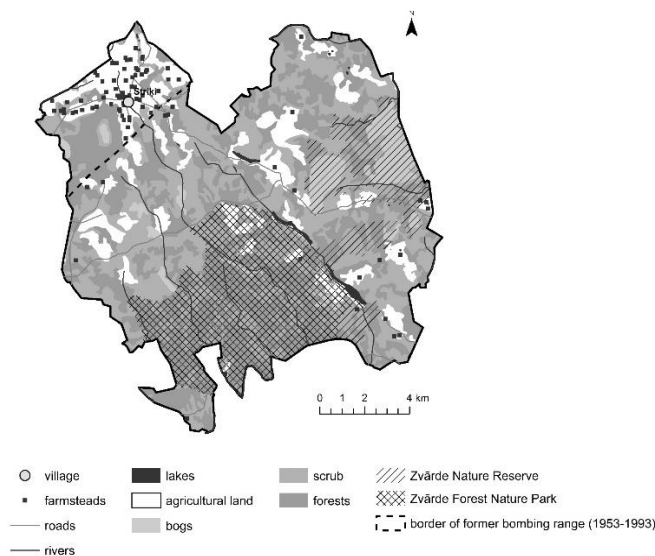 N
Striķi
0 1 2 4 km
village
lakes
scrub
Zvārde Nature Reserve
farmsteads
agricultural land
forests
Zvārde Forest Nature Park
roads
bogs
border of former bombing range (1953-1993)
rivers